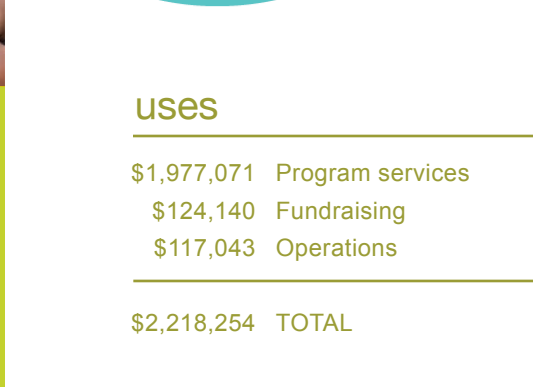 uses
$1,977,071 Program services
$124,140 Fundraising
$117,043 Operations
$2,218,254 TOTAL